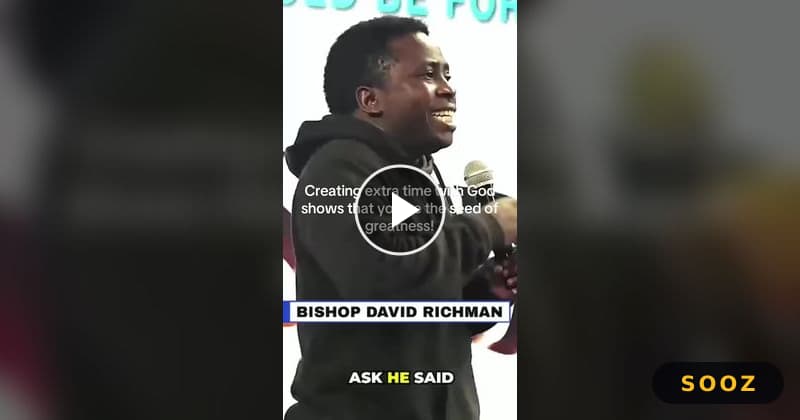 Creating extra time with God
shows that you the seed of
greatness!
BISHOP DAVID RICHMAN
ASK HE SAID
SOOZ